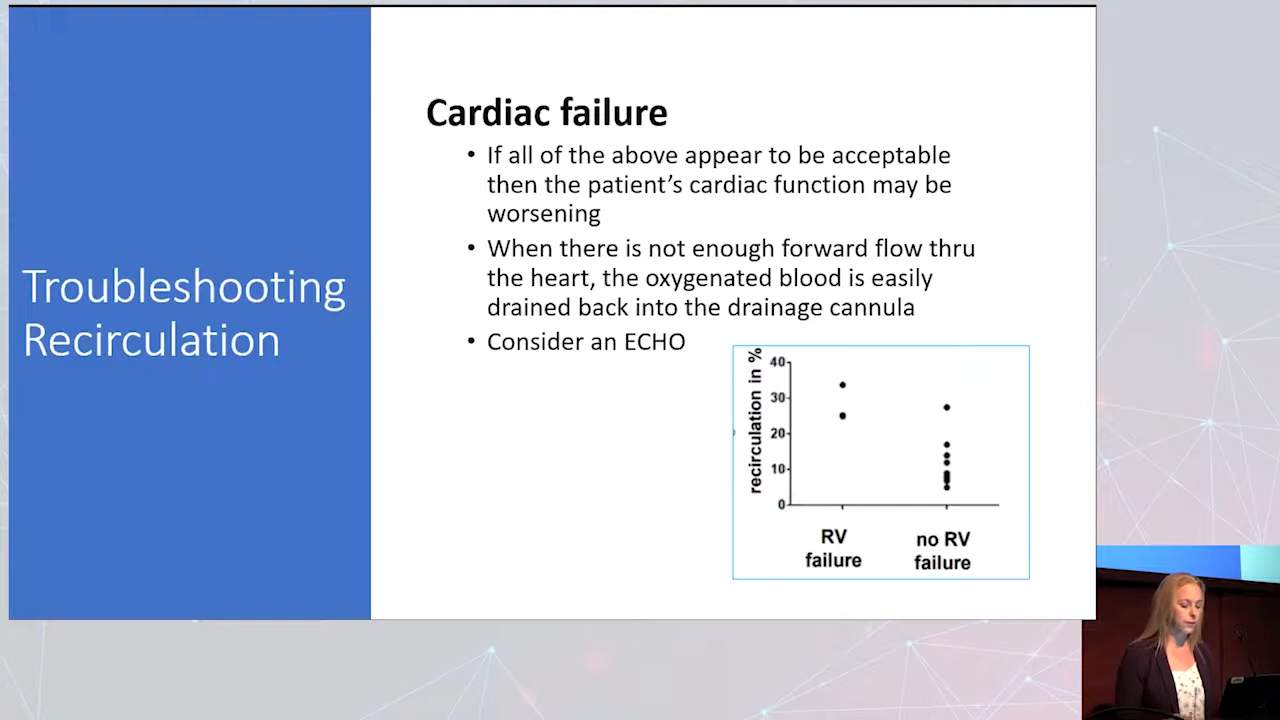 Troubleshooting
Recirculation
Cardiac failure
• If all of the above appear to be acceptable
then the patient's cardiac function may be
worsening
• When there is not enough forward flow thru
the heart, the oxygenated blood is easily
drained back into the drainage cannula
• Consider an ECHO
recirculation in %
40
30
20
10
0
RV
failure
no RV
failure